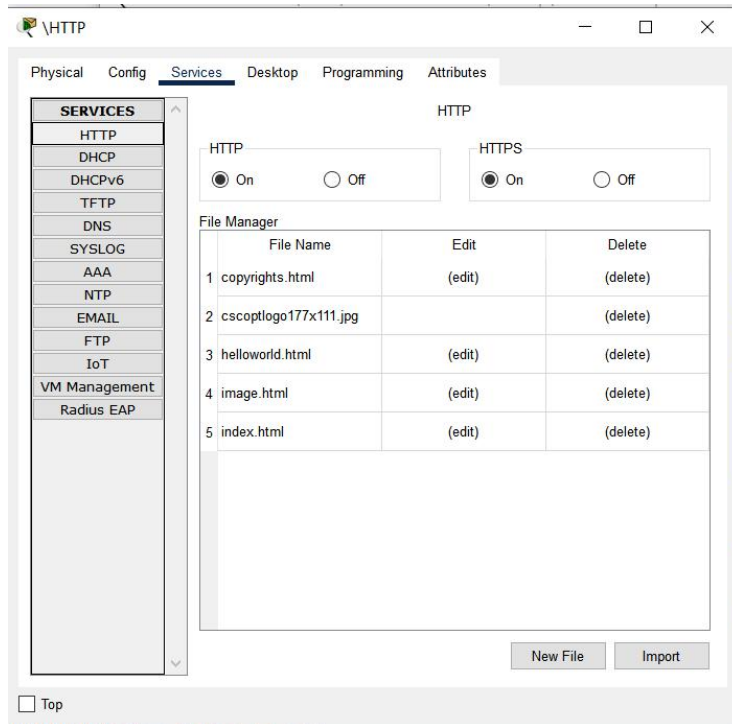 \HTTP
Physical Config Services Desktop Programming Attributes
SERVICES
HTTP
DHCP
DHCPv6
TFTP
DNS
SYSLOG
AAA
NTP
EMAIL
FTP
IoT
VM Management
Radius EAP
HTTP
HTTP
On Off
HTTPS
On Off
File Manager
File Name Edit Delete
1 copyrights.html (edit) (delete)
2 cscoptlogo177x111.jpg (delete)
3 helloworld.html (edit) (delete)
4 image.html (edit) (delete)
5 index.html (edit) (delete)
New File Import
Top